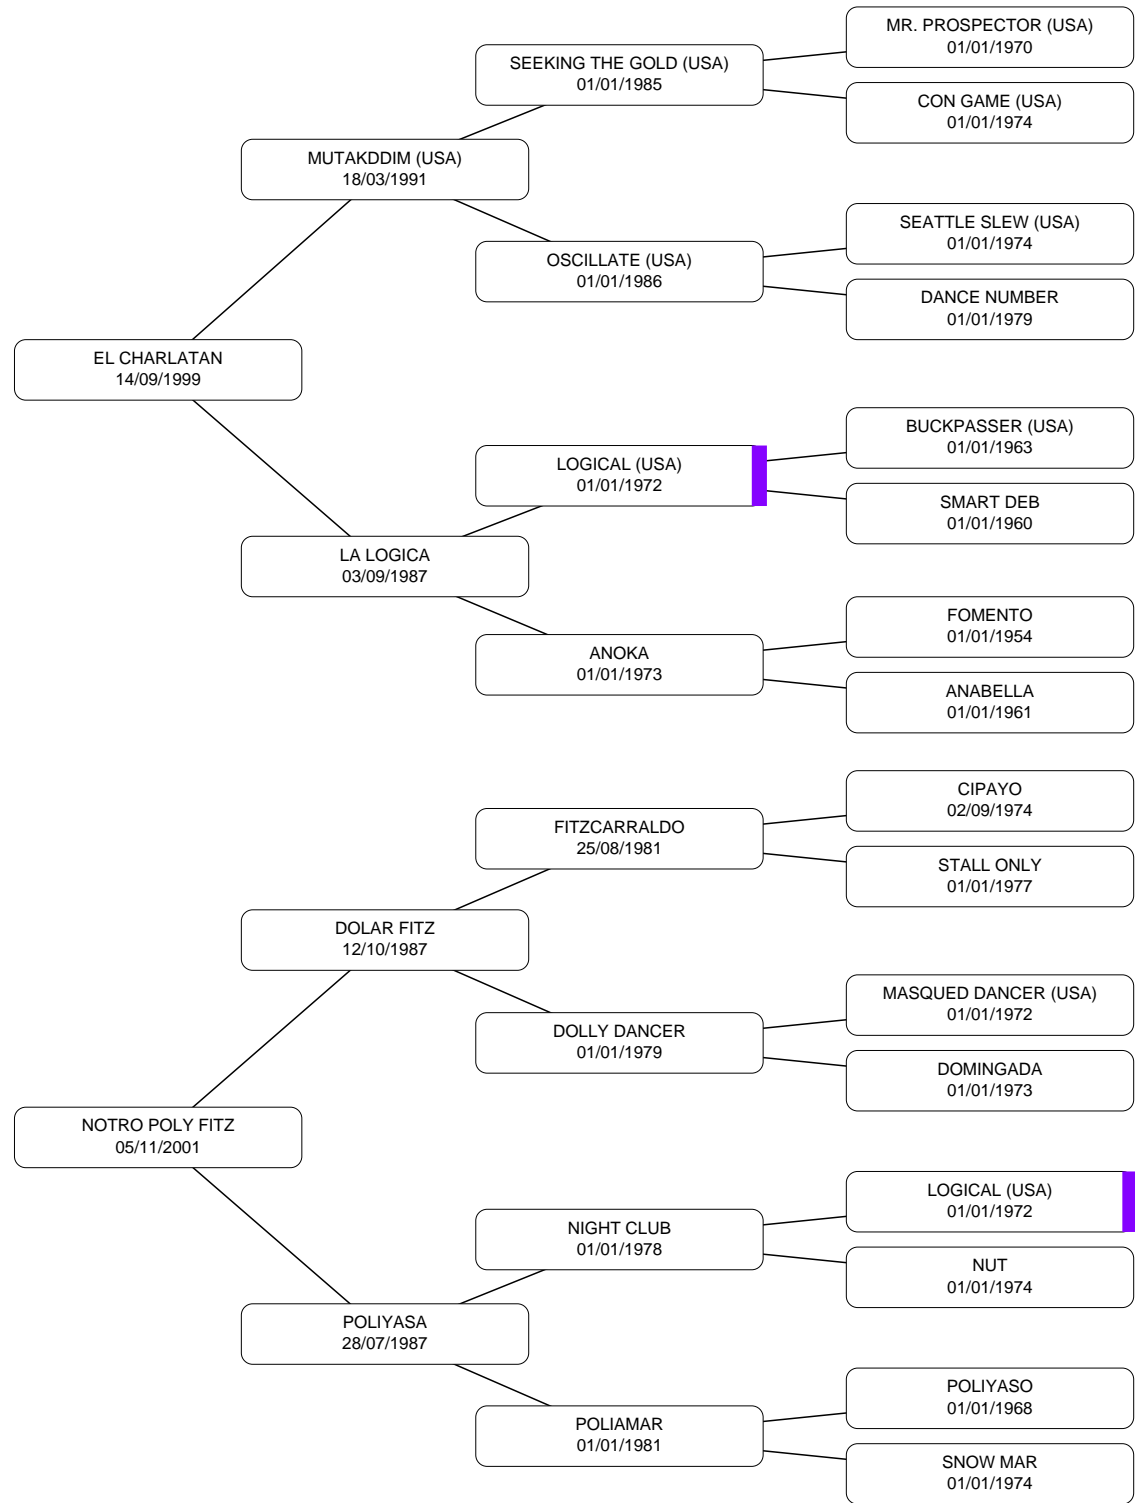 MR. PROSPECTOR (USA)
01/01/1970
SEEKING THE GOLD (USA)
01/01/1985
CON GAME (USA)
01/01/1974
MUTAKDDIM (USA)
18/03/1991
SEATTLE SLEW (USA)
01/01/1974
OSCILLATE (USA)
01/01/1986
DANCE NUMBER
01/01/1979
EL CHARLATAN
14/09/1999
BUCKPASSER (USA)
01/01/1963
LOGICAL (USA)
01/01/1972
SMART DEB
01/01/1960
LA LOGICA
03/09/1987
FOMENTO
01/01/1954
ANOKA
01/01/1973
ANABELLA
01/01/1961
CIPAYO
02/09/1974
FITZCARRALDO
25/08/1981
STALL ONLY
01/01/1977
DOLAR FITZ
12/10/1987
MASQUED DANCER (USA)
01/01/1972
DOLLY DANCER
01/01/1979
DOMINGADA
01/01/1973
NOTRO POLY FITZ
05/11/2001
LOGICAL (USA)
01/01/1972
NIGHT CLUB
01/01/1978
NUT
01/01/1974
POLIYASA
28/07/1987
POLIYASO
01/01/1968
POLIAMAR
01/01/1981
SNOW MAR
01/01/1974